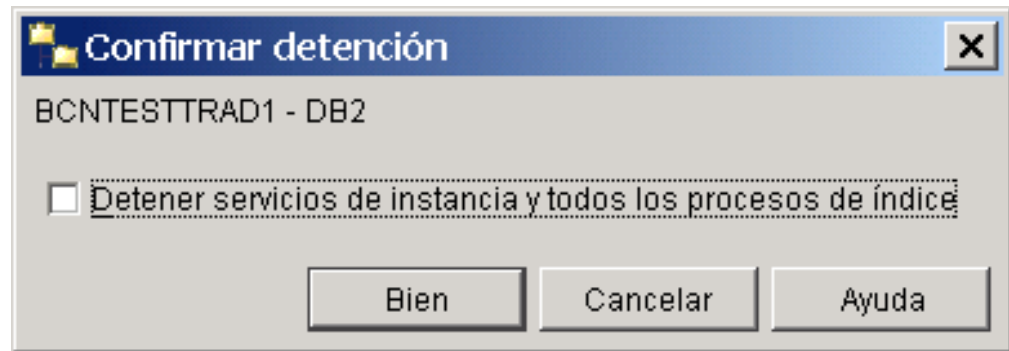 Confirmar detención
BCNTESTTRAD1 - DB2
Detener servicios de instancia y todos los procesos de índice
Bien Cancelar Ayuda